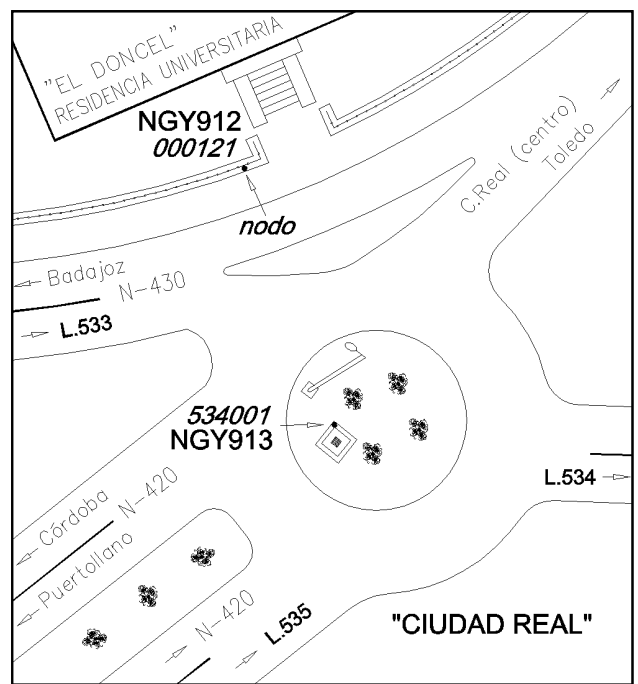 "EL DONCEL"
RESIDENCIA UNIVERSITARIA
NGY912
000121
nodo
C.Real (centro)
Toledo
Badajoz
N-430
L.533
534001
NGY913
L.534
Córdoba
N-420
Puertollano
N-420
L.535
"CIUDAD REAL"